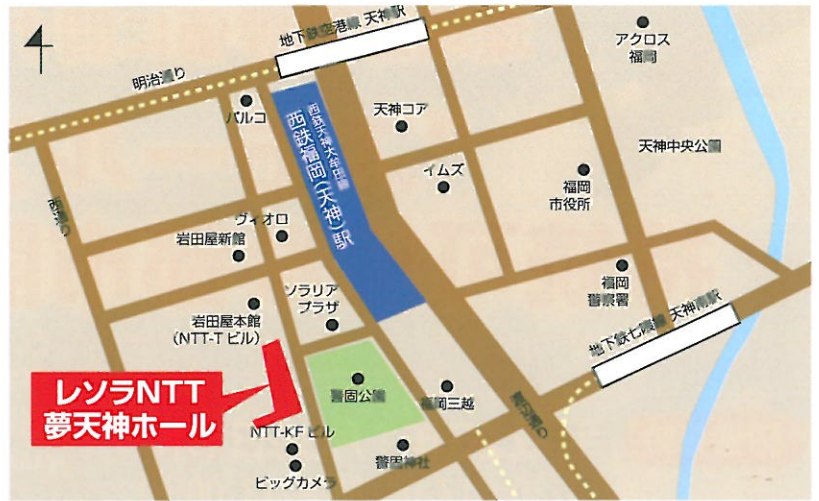 地下鉄空港線 天神駅
アクロス
福岡
明治通り
パルコ
天神コア
西鉄天神大牟田線
西鉄福岡(天神)駅
天神中央公園
イムズ
福岡
市役所
西通り
ヴィオロ
岩田屋新館
ソラリア
プラザ
福岡
警察署
岩田屋本館
(NTT-Tビル)
地下鉄七隈線 天神南駅
レソラNTT
夢天神ホール
警固公園
福岡三越
NTT-KFビル
警固神社
ビッグカメラ